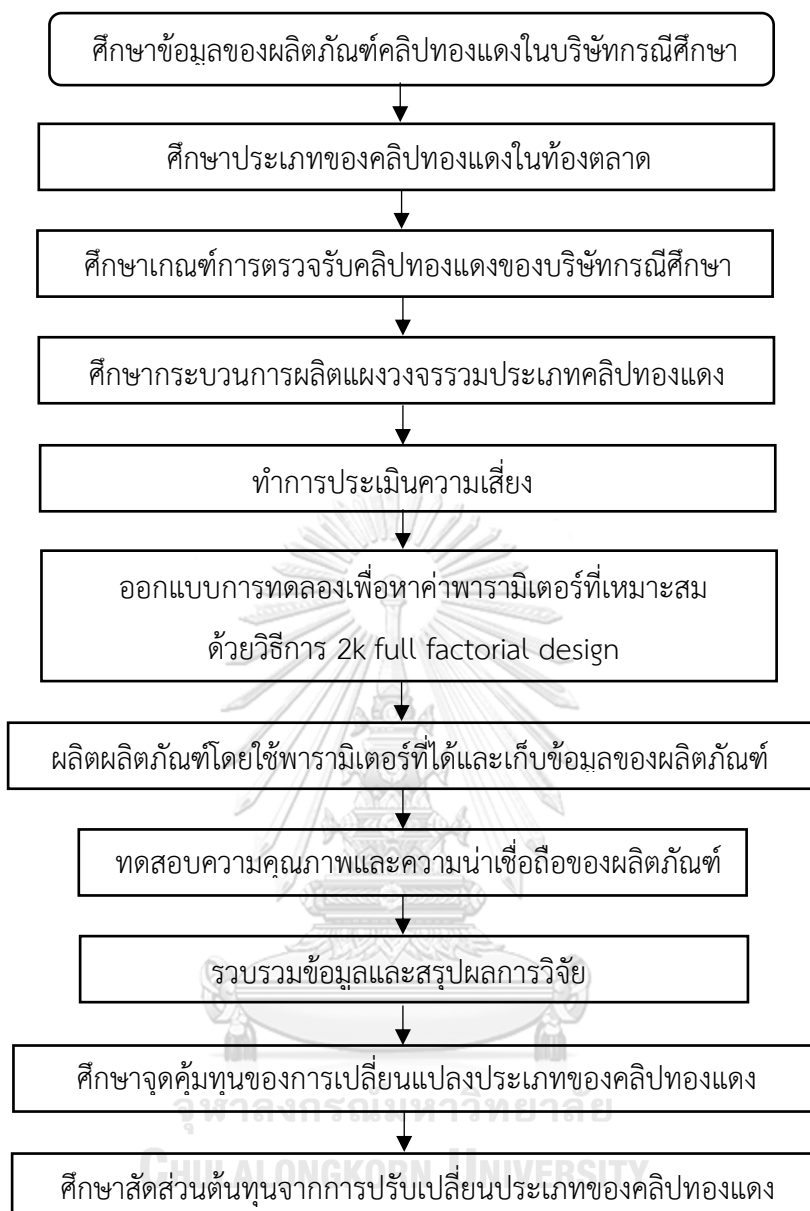 ศึกษาข้อมูลของผลิตภัณฑ์คลิปทองแดงในบริษัทกรณีศึกษา
ศึกษาประเภทของคลิปทองแดงในท้องตลาด
ศึกษาเกณฑ์การตรวจรับคลิปทองแดงของบริษัทกรณีศึกษา
ศึกษากระบวนการผลิตแผงวงจรรวมประเภทคลิปทองแดง
ทำการประเมินความเสี่ยง
ออกแบบการทดลองเพื่อหาค่าพารามิเตอร์ที่เหมาะสม
ด้วยวิธีการ 2k full factorial design
ผลิตผลิตภัณฑ์โดยใช้พารามิเตอร์ที่ได้และเก็บข้อมูลของผลิตภัณฑ์
ทดสอบความคุณภาพและความน่าเชื่อถือของผลิตภัณฑ์
รวบรวมข้อมูลและสรุปผลการวิจัย
ศึกษาจุดคุ้มทุนของการเปลี่ยนแปลงประเภทของคลิปทองแดง
จุฬาลงกรณ์มหาวิทยาลัย
CHULALONGKORN UNIVERSITY
ศึกษาสัดส่วนต้นทุนจากการปรับเปลี่ยนประเภทของคลิปทองแดง